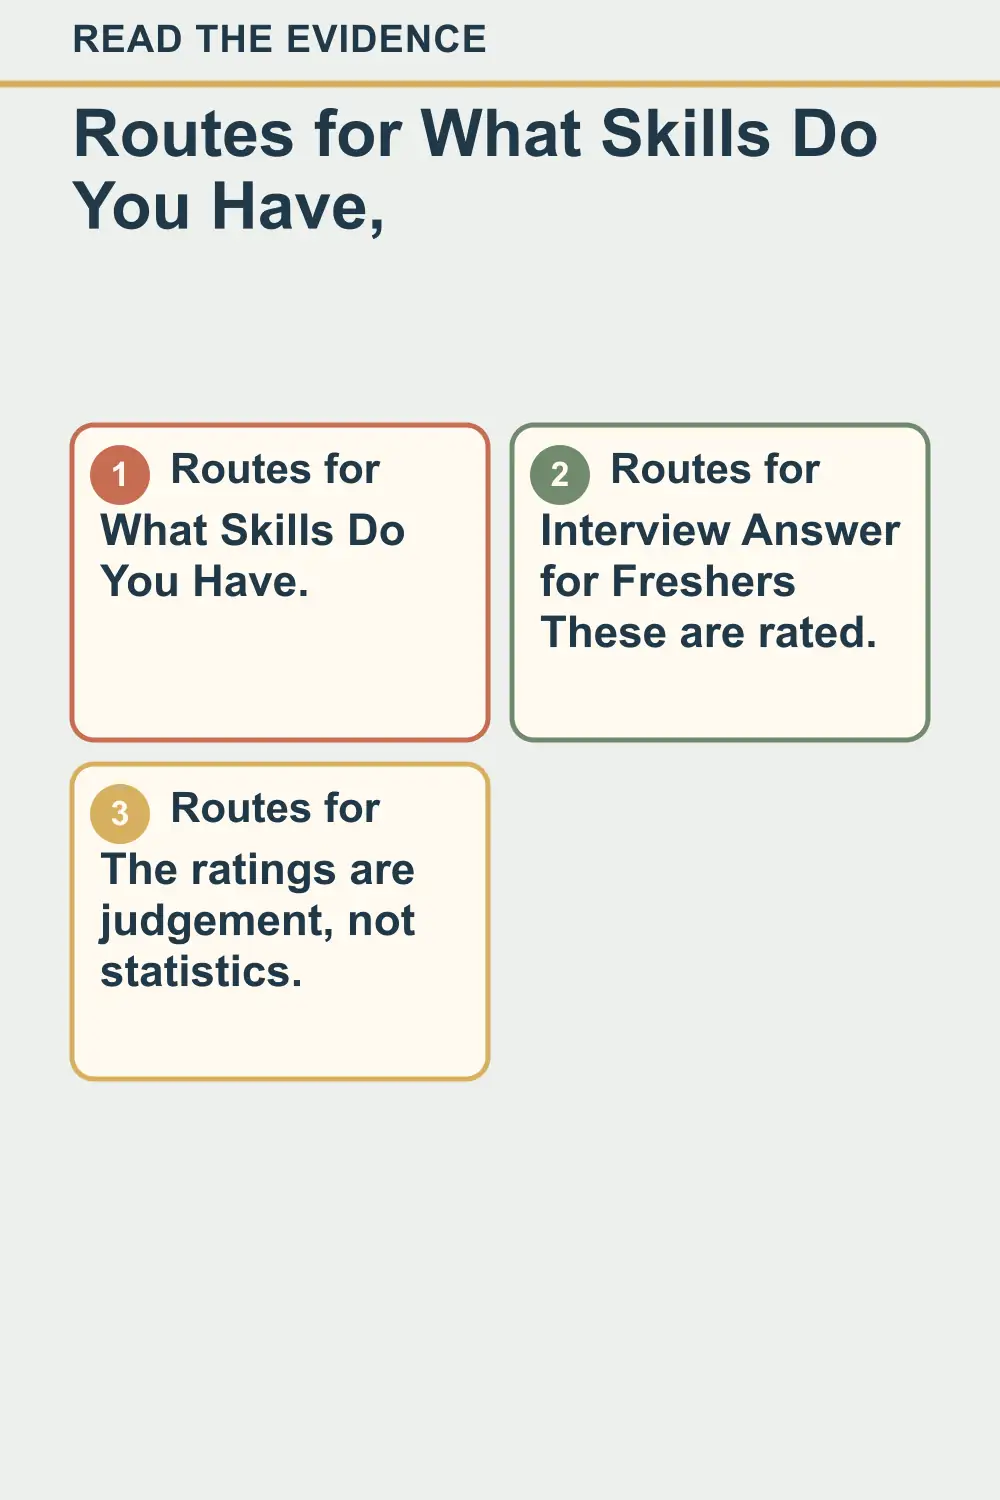 READ THE EVIDENCE
Routes for What Skills Do
You Have,
1 Routes for
What Skills Do
You Have.
2 Routes for
Interview Answer
for Freshers
These are rated.
3 Routes for
The ratings are
judgement, not
statistics.